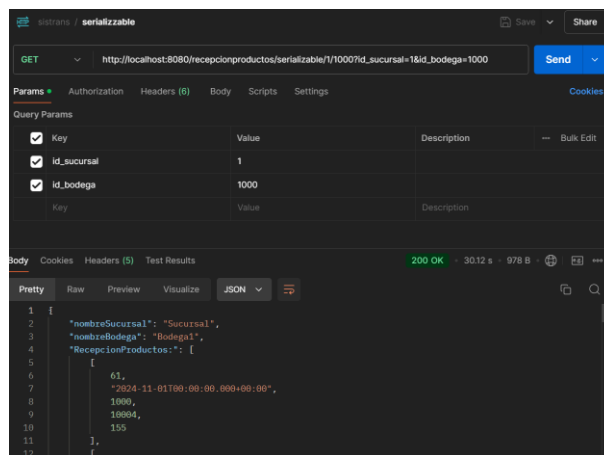 sistrans / serializzable
Save
Share
GET
http://localhost:8080/recepcionproductos/serializable/1/1000?id_sucursal=1&id_bodega=1000
Send
Params
Authorization
Headers (6)
Body
Scripts
Settings
Cookies
Query Params
Key
Value
Description
Bulk Edit
id_sucursal
1
id_bodega
1000
Key
Value
Description
Body
Cookies
Headers (5)
Test Results
200 OK
30.12 s
978 B
Pretty
Raw
Preview
Visualize
JSON
1 {
2 "nombreSucursal": "Sucursal",
3 "nombreBodega": "Bodega1",
4 "RecepcionProductos:": [
5 [
6 61,
7 "2024-11-01T00:00:00.000+00:00",
8 1000,
9 10004,
10 155
11 ],
12 [